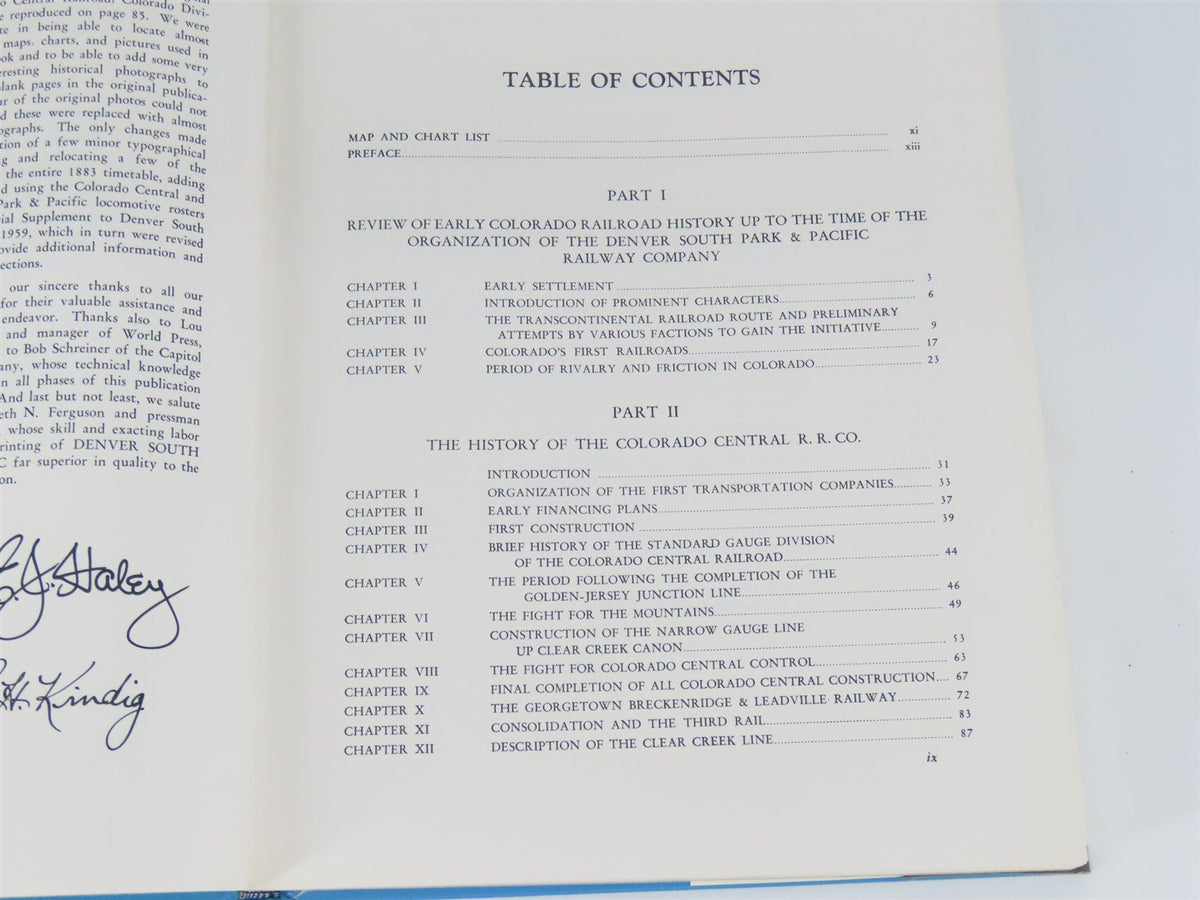 Central Railroad, Colorado Divi-
reproduced on page 85. We were
in being able to locate almost
maps, charts, and pictures used in
and to be able to add some very
historical photographs to
pages in the original publica-
of the original photos could not
these were replaced with almost
The only changes made
of a few minor typographical
and relocating a few of the
the entire 1883 timetable, adding
using the Colorado Central and
Park & Pacific locomotive rosters
Supplement to Denver South
1959, which in turn were revised
additional information and
our sincere thanks to all our
for their valuable assistance and
endeavor. Thanks also to Lou
and manager of World Press,
to Bob Schreiner of the Capitol
whose technical knowledge
all phases of this publication
And last but not least, we salute
N. Ferguson and pressman
whose skill and exacting labor
of DENVER SOUTH
far superior in quality to the
J. Haley
H. Kindig
TABLE OF CONTENTS
MAP AND CHART LIST xi
PREFACE xiii
PART I
REVIEW OF EARLY COLORADO RAILROAD HISTORY UP TO THE TIME OF THE
ORGANIZATION OF THE DENVER SOUTH PARK & PACIFIC
RAILWAY COMPANY
CHAPTER I EARLY SETTLEMENT 3
CHAPTER II INTRODUCTION OF PROMINENT CHARACTERS 6
CHAPTER III THE TRANSCONTINENTAL RAILROAD ROUTE AND PRELIMINARY
ATTEMPTS BY VARIOUS FACTIONS TO GAIN THE INITIATIVE 9
CHAPTER IV COLORADO'S FIRST RAILROADS 17
CHAPTER V PERIOD OF RIVALRY AND FRICTION IN COLORADO 23
PART II
THE HISTORY OF THE COLORADO CENTRAL R. R. CO.
INTRODUCTION 31
CHAPTER I ORGANIZATION OF THE FIRST TRANSPORTATION COMPANIES 33
CHAPTER II EARLY FINANCING PLANS 37
CHAPTER III FIRST CONSTRUCTION 39
CHAPTER IV BRIEF HISTORY OF THE STANDARD GAUGE DIVISION
OF THE COLORADO CENTRAL RAILROAD 44
CHAPTER V THE PERIOD FOLLOWING THE COMPLETION OF THE
GOLDEN-JERSEY JUNCTION LINE 46
CHAPTER VI THE FIGHT FOR THE MOUNTAINS 49
CHAPTER VII CONSTRUCTION OF THE NARROW GAUGE LINE
UP CLEAR CREEK CANON 53
CHAPTER VIII THE FIGHT FOR COLORADO CENTRAL CONTROL 63
CHAPTER IX FINAL COMPLETION OF ALL COLORADO CENTRAL CONSTRUCTION 67
CHAPTER X THE GEORGETOWN BRECKENRIDGE & LEADVILLE RAILWAY 72
CHAPTER XI CONSOLIDATION AND THE THIRD RAIL 83
CHAPTER XII DESCRIPTION OF THE CLEAR CREEK LINE 87
ix